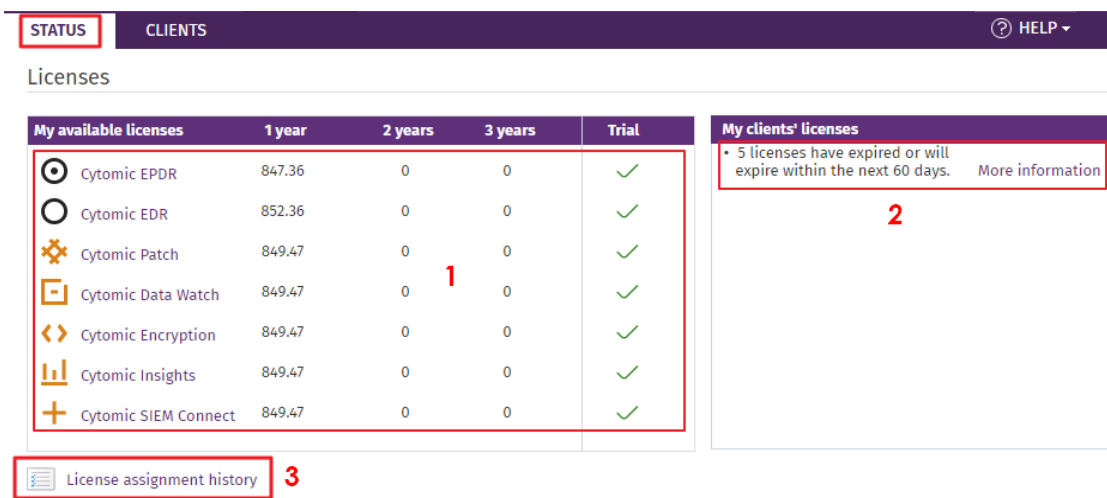 STATUS CLIENTS HELP
Licenses
My available licenses 1 year 2 years 3 years Trial
Cytomic EPDR 847.36 0 0
Cytomic EDR 852.36 0 0
Cytomic Patch 849.47 0 0
Cytomic Data Watch 849.47 0 0
Cytomic Encryption 849.47 0 0
Cytomic Insights 849.47 0 0
Cytomic SIEM Connect 849.47 0 0
1
My clients' licenses
• 5 licenses have expired or will
expire within the next 60 days. More information
2
License assignment history 3